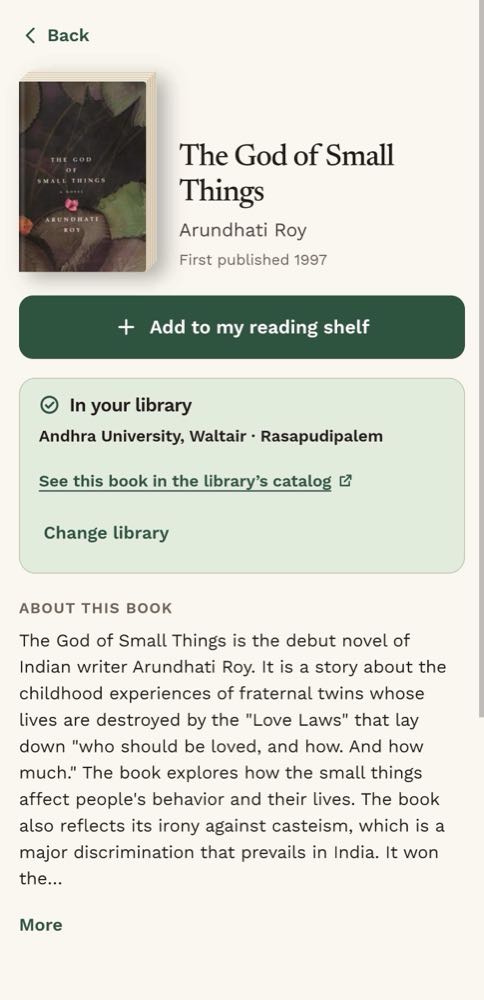 Back
THE GOD
OF
SMALL THINGS
A NOVEL
ARUNDHATI
ROY
The God of Small
Things
Arundhati Roy
First published 1997
Add to my reading shelf
In your library
Andhra University, Waltair · Rasapudipalem
See this book in the library’s catalog
Change library
ABOUT THIS BOOK
The God of Small Things is the debut novel of
Indian writer Arundhati Roy. It is a story about the
childhood experiences of fraternal twins whose
lives are destroyed by the "Love Laws" that lay
down "who should be loved, and how. And how
much." The book explores how the small things
affect people's behavior and their lives. The book
also reflects its irony against casteism, which is a
major discrimination that prevails in India. It won
the...
More